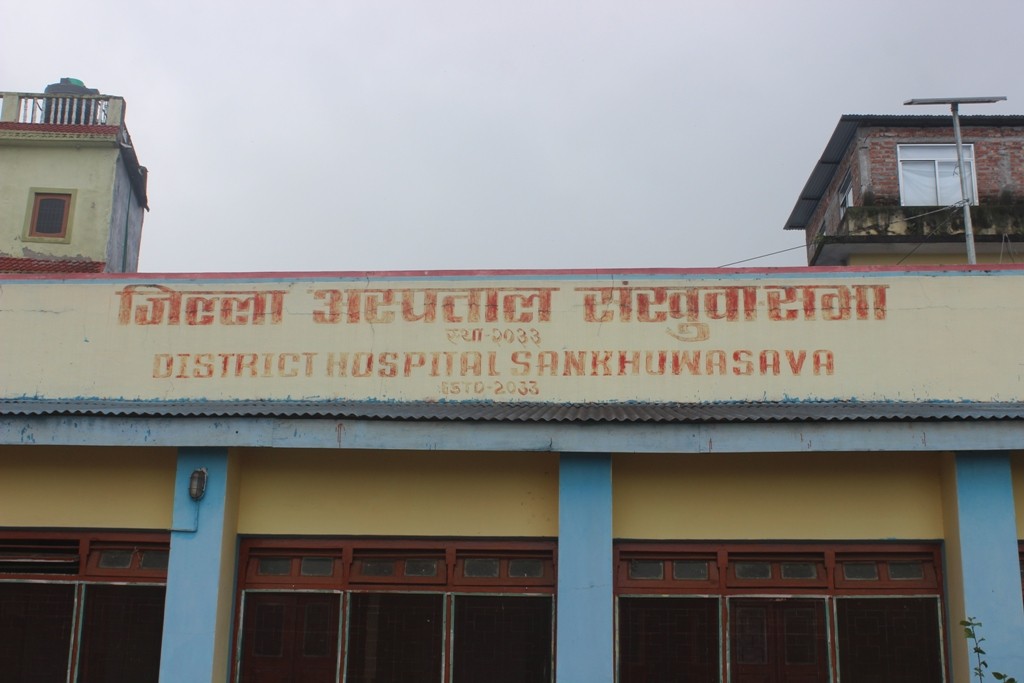 जिल्ला अस्पताल संखुवा-सभा
स्था-२०३३
DISTRICT HOSPITAL SANKHUWASAVA
ESTD-2033